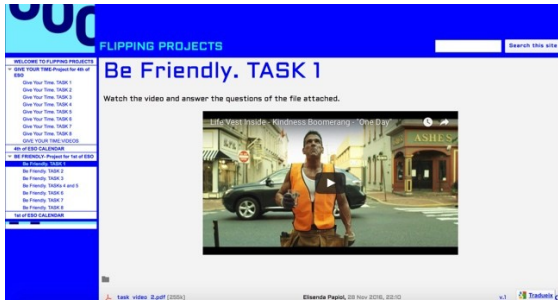 FLIPPING PROJECTS
Search this site
WELCOME TO FLIPPING PROJECTS
GIVE YOUR TIME-Project for 4th of
ESO
Give Your Time. TASK 1
Give Your Time. TASK 2
Give Your Time. TASK 3
Give Your Time. TASK 4
Give Your Time. TASK 5
Give Your Time. TASK 6
Give Your Time. TASK 7
Give Your Time. TASK 8
GIVE YOUR TIME:VIDEOS
4th of ESO CALENDAR
BE FRIENDLY- Project for 1st of ESO
Be Friendly. TASK 1
Be Friendly. TASK 2
Be Friendly. TASK 3
Be Friendly. TASKs 4 and 5
Be Friendly. TASK 6
Be Friendly. TASK 7
Be Friendly. TASK 8
1st of ESO CALENDAR
Be Friendly. TASK 1
Watch the video and answer the questions of the file attached.
Life Vest Inside - Kindness Boomerang - "One Day"
ASHE'S
task_video_2.pdf (255k)
Elisenda Papiol, 28 Nov 2016, 22:10
v.1
Tradueix